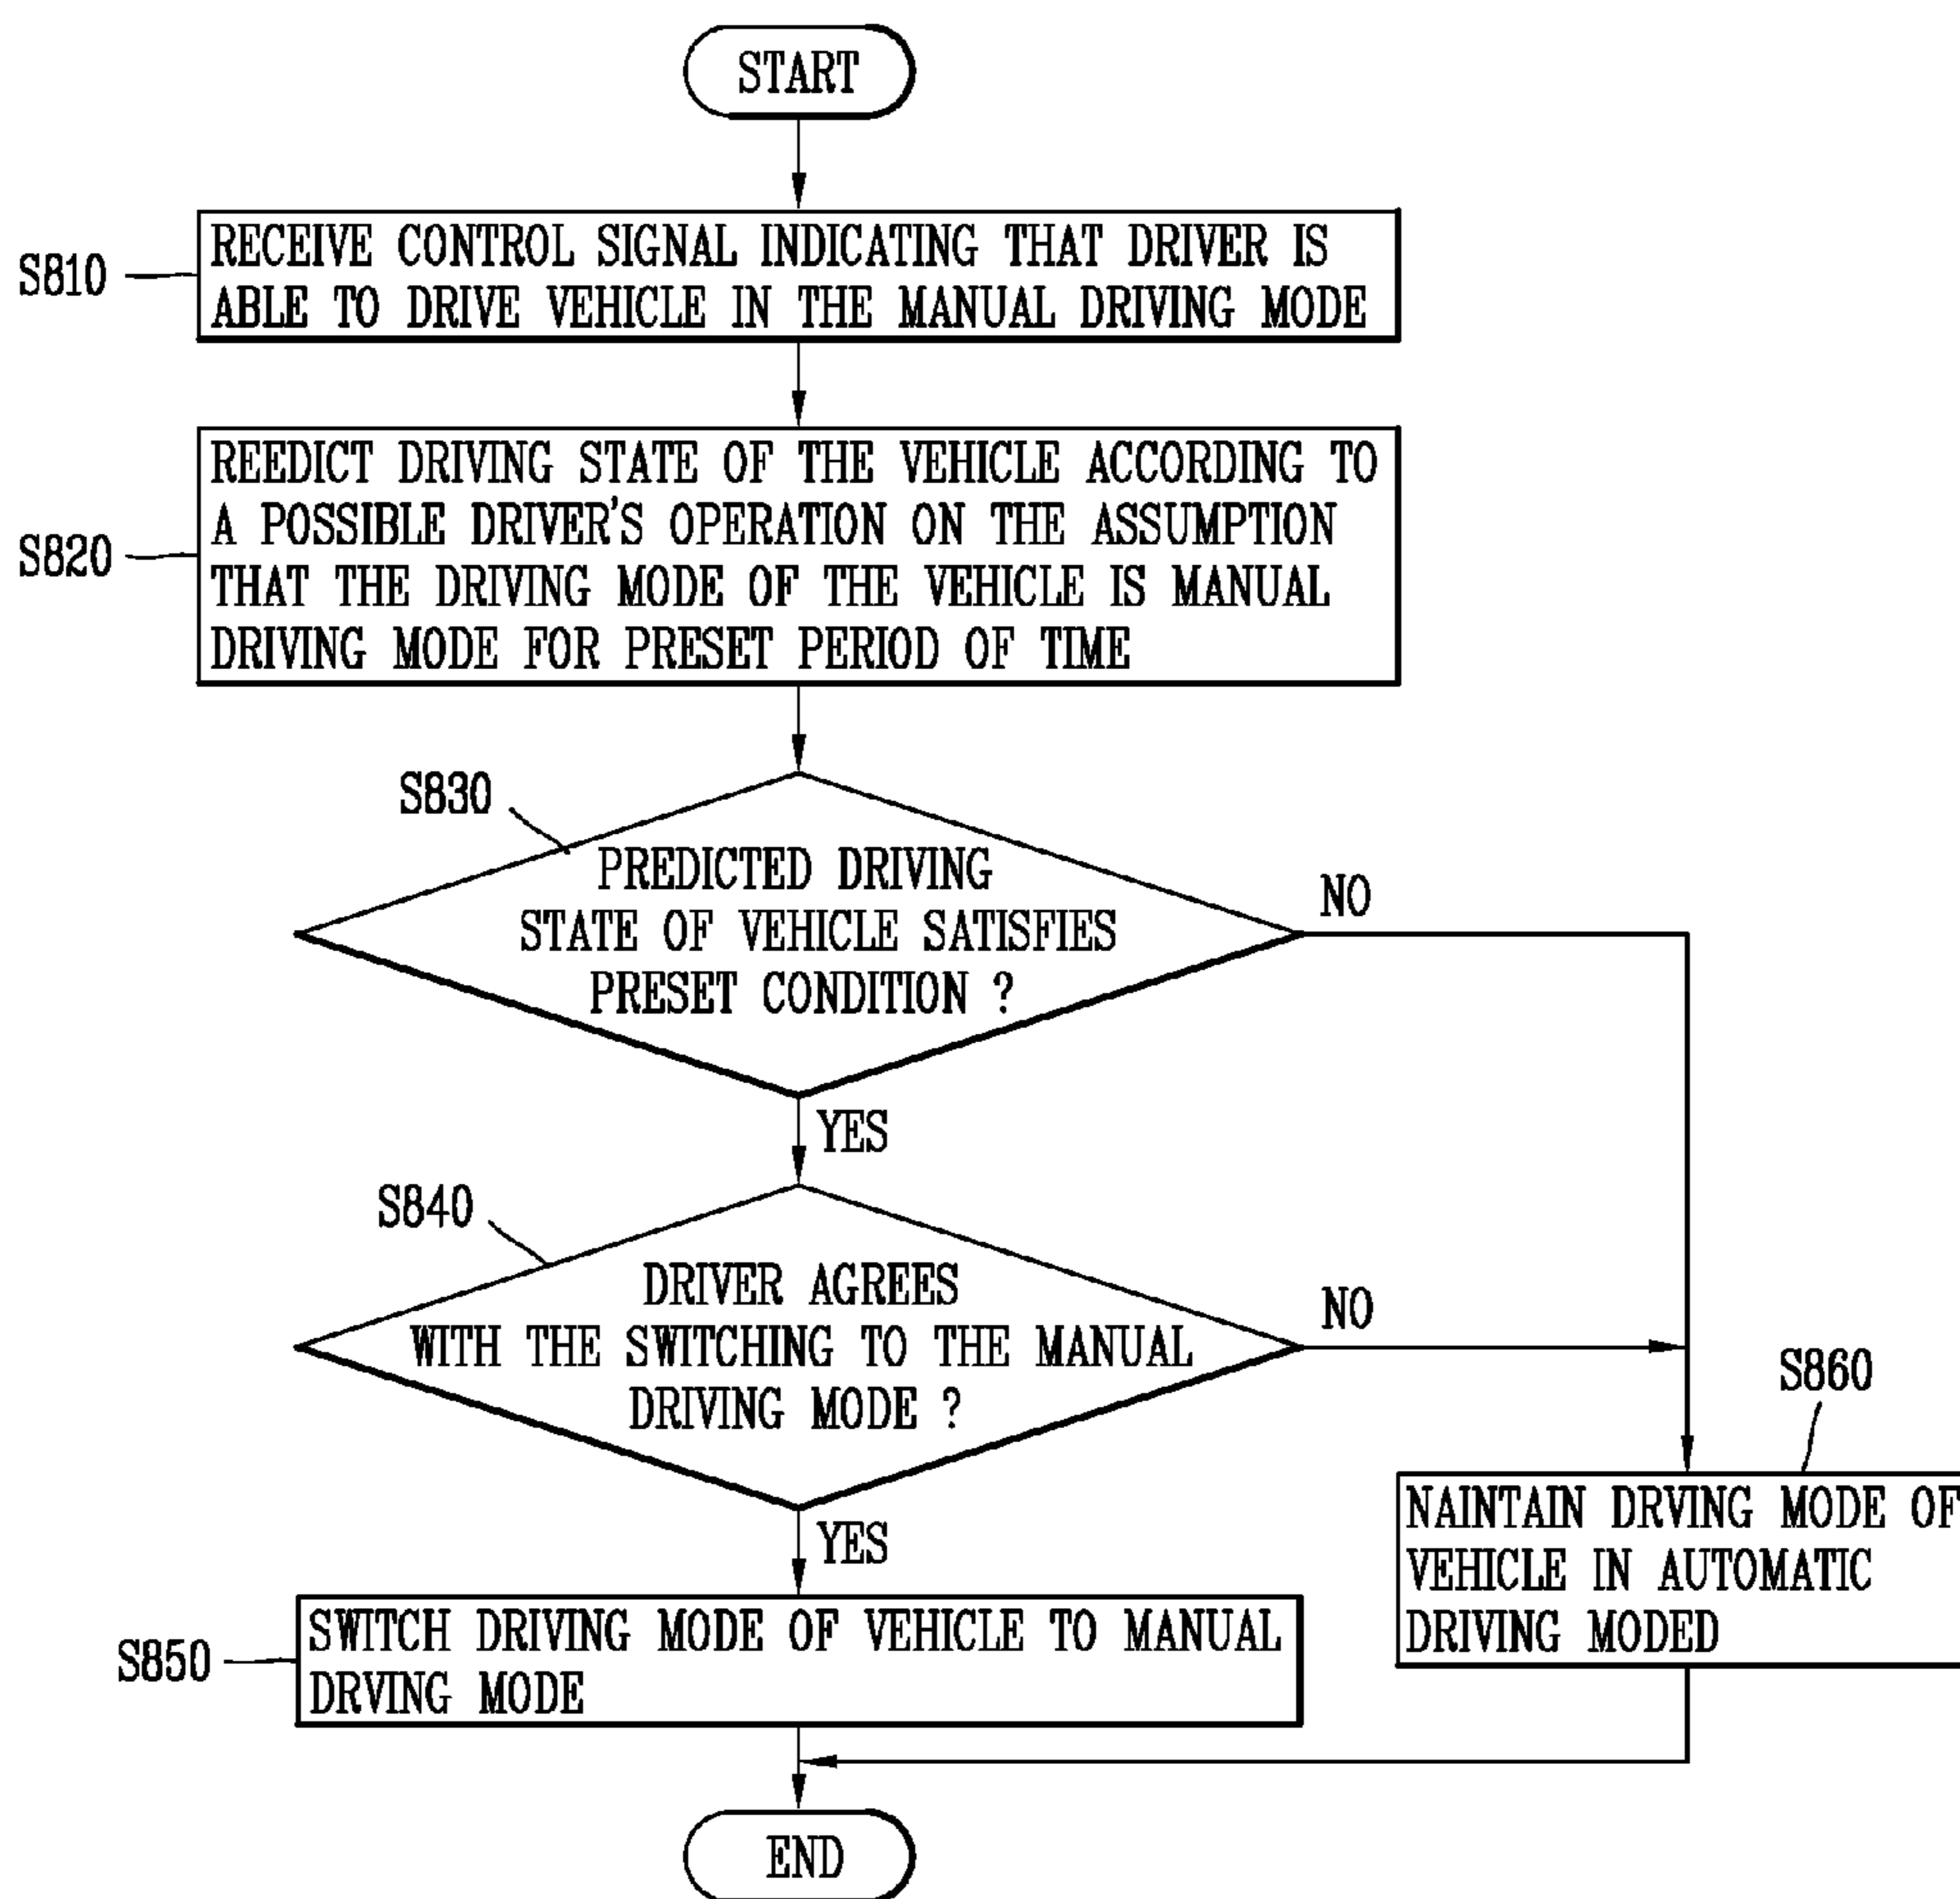 START
S810
RECEIVE CONTROL SIGNAL INDICATING THAT DRIVER IS
ABLE TO DRIVE VEHICLE IN THE MANUAL DRIVING MODE
S820
REEDICT DRIVING STATE OF THE VEHICLE ACCORDING TO
A POSSIBLE DRIVER'S OPERATION ON THE ASSUMPTION
THAT THE DRIVING MODE OF THE VEHICLE IS MANUAL
DRIVING MODE FOR PRESET PERIOD OF TIME
S830
PREDICTED DRIVING
STATE OF VEHICLE SATISFIES
PRESET CONDITION ?
NO
YES
S840
DRIVER AGREES
WITH THE SWITCHING TO THE MANUAL
DRIVING MODE ?
NO
YES
S860
NAINTAIN DRVING MODE OF
VEHICLE IN AUTOMATIC
DRIVING MODED
S850
SWITCH DRIVING MODE OF VEHICLE TO MANUAL
DRVING MODE
END